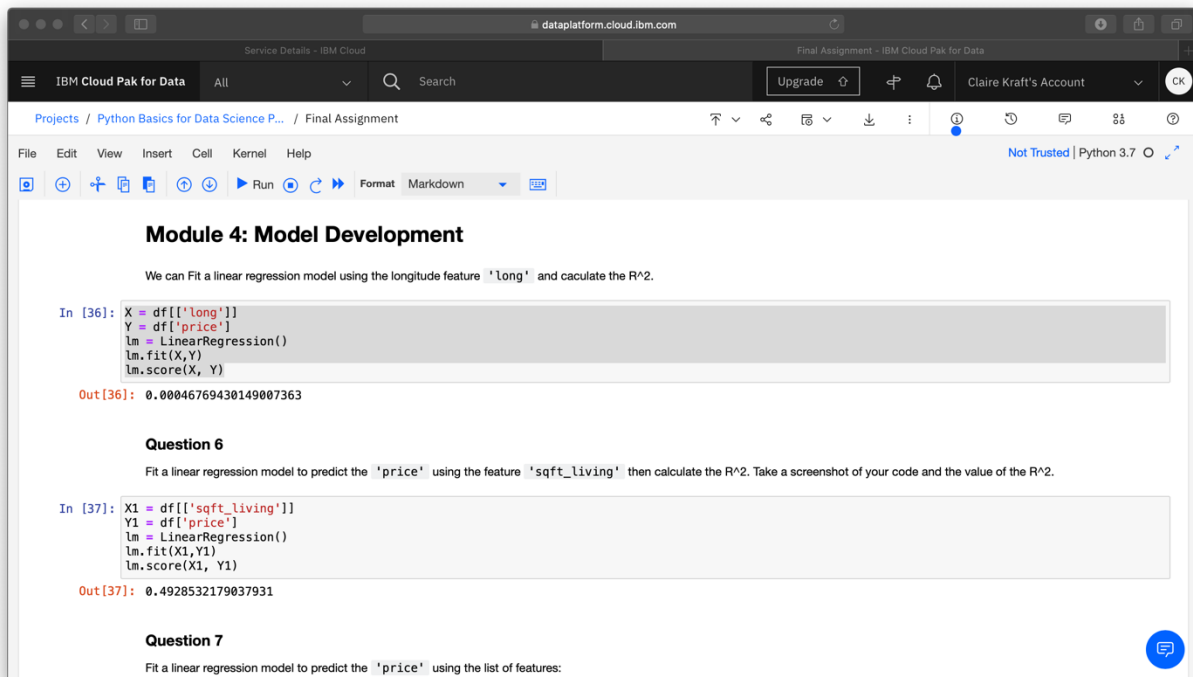 dataplatform.cloud.ibm.com
Service Details - IBM Cloud
Final Assignment - IBM Cloud Pak for Data
IBM Cloud Pak for Data All Search Upgrade Claire Kraft's Account CK
Projects / Python Basics for Data Science P... / Final Assignment
File Edit View Insert Cell Kernel Help Not Trusted | Python 3.7
Run Format Markdown
Module 4: Model Development
We can Fit a linear regression model using the longitude feature 'long' and caculate the R^2.
In [36]: X = df[['long']]
Y = df['price']
lm = LinearRegression()
lm.fit(X,Y)
lm.score(X, Y)
Out[36]: 0.00046769430149007363
Question 6
Fit a linear regression model to predict the 'price' using the feature 'sqft_living' then calculate the R^2. Take a screenshot of your code and the value of the R^2.
In [37]: X1 = df[['sqft_living']]
Y1 = df['price']
lm = LinearRegression()
lm.fit(X1,Y1)
lm.score(X1, Y1)
Out[37]: 0.4928532179037931
Question 7
Fit a linear regression model to predict the 'price' using the list of features: